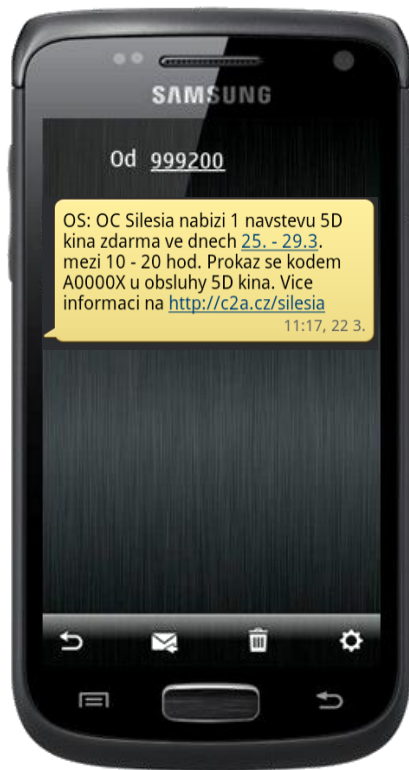 SAMSUNG
Od 999200
OS: OC Silesia nabizi 1 navstevu 5D
kina zdarma ve dnech 25. - 29.3.
mezi 10 - 20 hod. Prokaz se kodem
A0000X u obsluhy 5D kina. Vice
informaci na http://c2a.cz/silesia
11:17, 22 3.